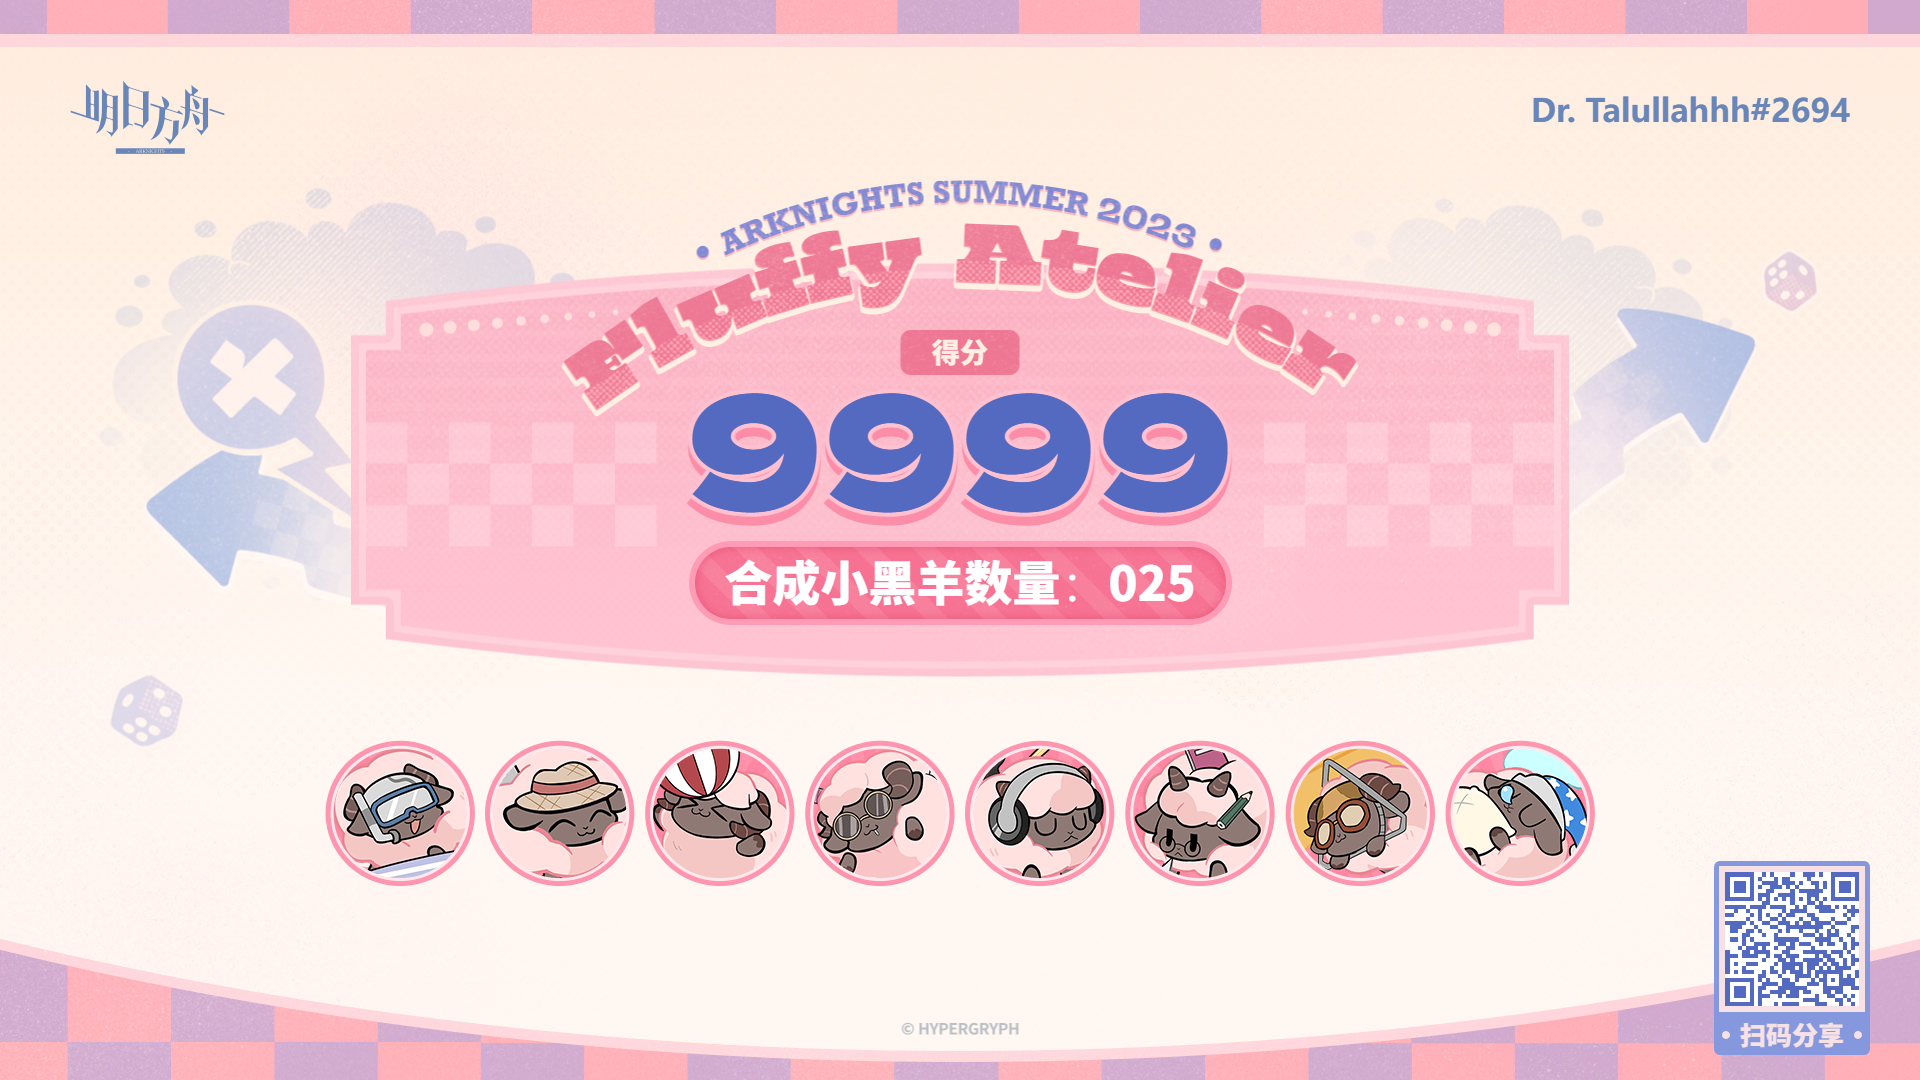 明日方舟
ARKNIGHTS
Dr. Talullahhh#2694
• ARKNIGHTS SUMMER 2023 •
Fluffy Atelier
得分
9999
合成小黑羊数量：025
• 扫码分享 •
© HYPERGRYPH